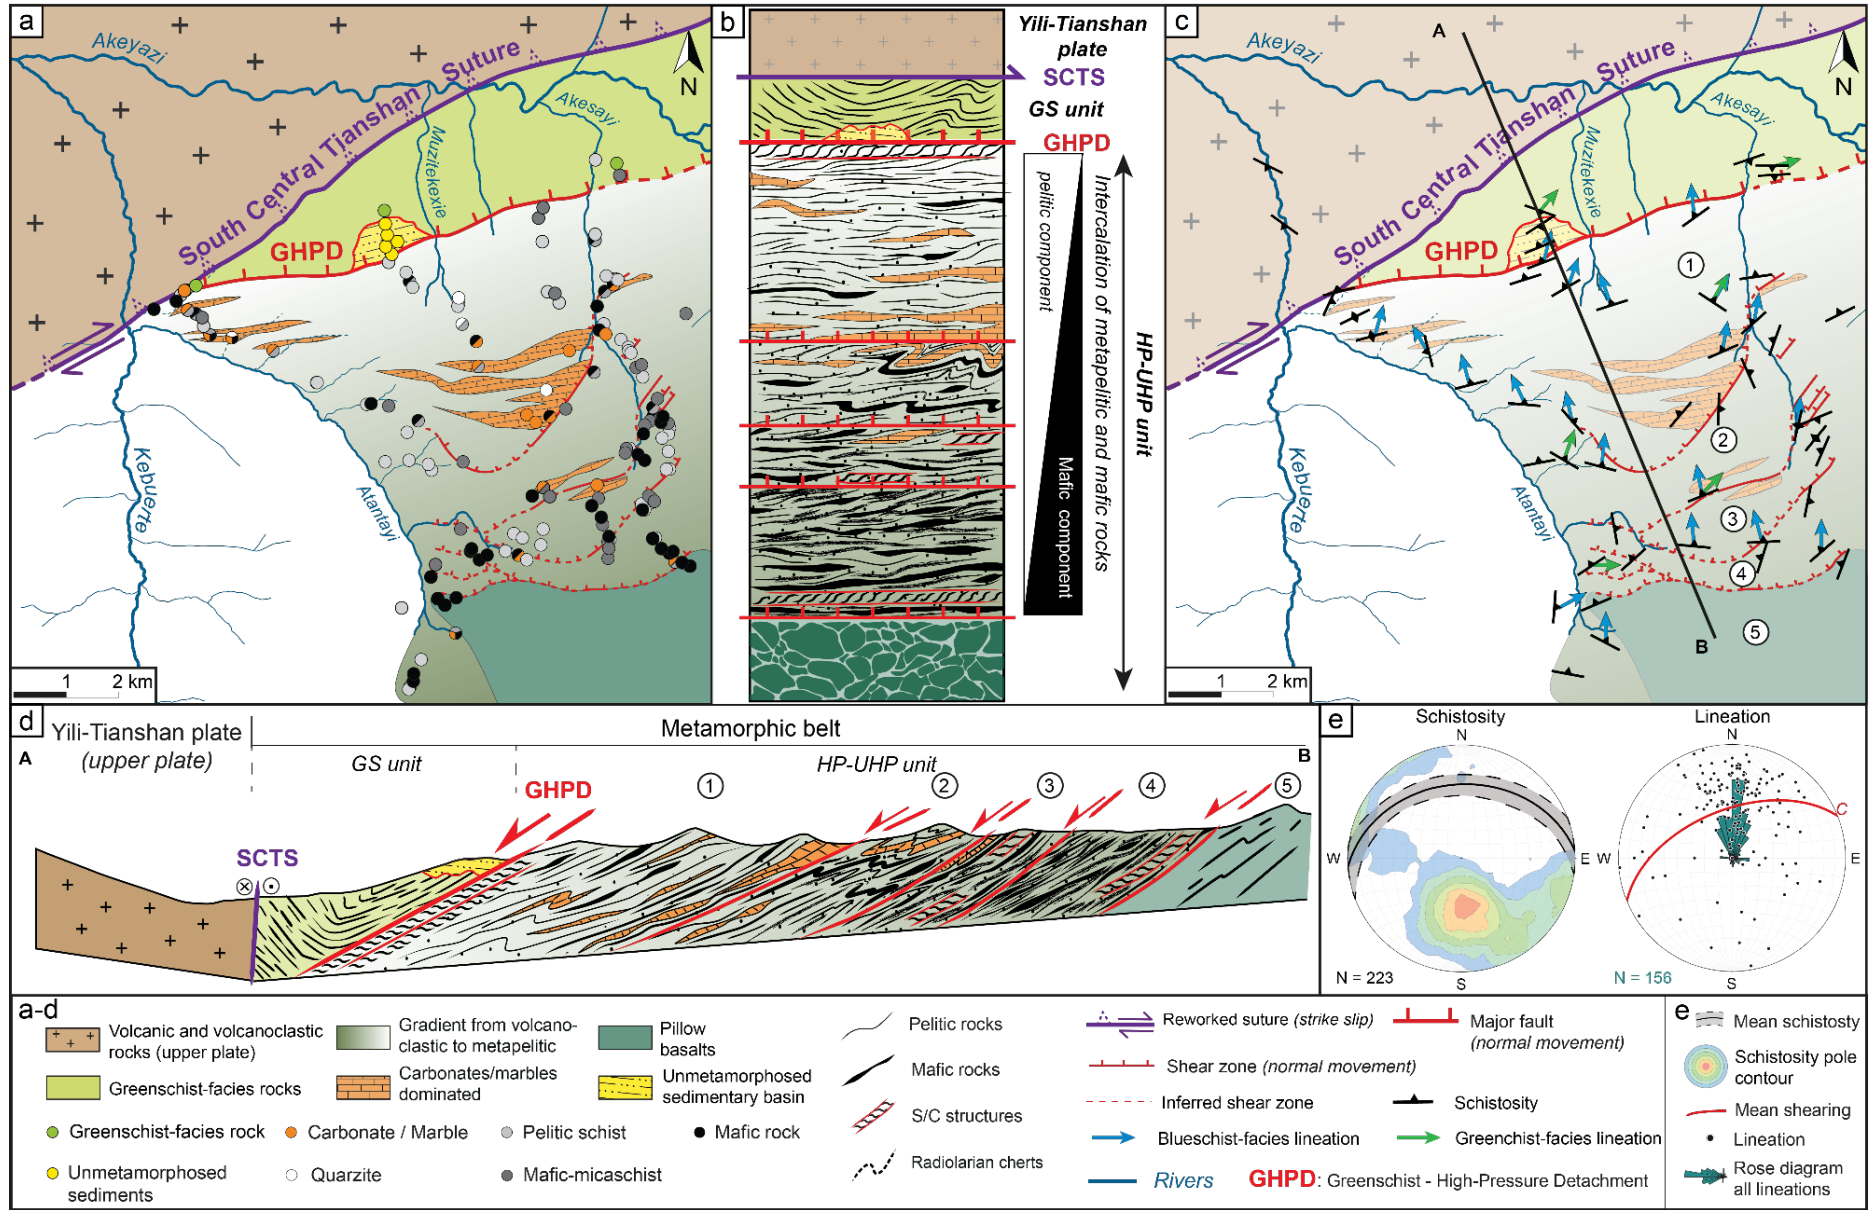 a
Akeyazi
South Central Tianshan Suture
Akesayi
Muzitekexie
N
GHPD
Kebuerte
Atantayi
1
2 km
b
Yili-Tianshan
plate
SCTS
GS unit
GHPD
pelitic component
Mafic component
Intercalation of metapelitic and mafic rocks
HP-UHP unit
c
A
Akeyazi
South Central Tianshan Suture
Akesayi
Muzitekexie
N
GHPD
1
2
3
4
5
Kebuerte
Atantayi
B
1
2 km
d
Yili-Tianshan plate
(upper plate)
Metamorphic belt
A
B
GS unit
HP-UHP unit
GHPD
1
2
3
4
5
SCTS
e
Schistosity
Lineation
N
N
W
E
W
E
C
S
S
N = 223
N = 156
a-d
Volcanic and volcanoclastic
rocks (upper plate)
Gradient from volcano-
clastic to metapelitic
Pillow
basalts
Greenschist-facies rocks
Carbonates/marbles
dominated
Unmetamorphosed
sedimentary basin
Greenschist-facies rock
Carbonate / Marble
Pelitic schist
Mafic rock
Unmetamorphosed
sediments
Quarzite
Mafic-micaschist
Pelitic rocks
Mafic rocks
S/C structures
Radiolarian cherts
Reworked suture (strike slip)
Major fault
(normal movement)
Shear zone (normal movement)
Inferred shear zone
Schistosity
Blueschist-facies lineation
Greenchist-facies lineation
Rivers
GHPD: Greenschist - High-Pressure Detachment
e
Mean schistosty
Schistosity pole
contour
Mean shearing
Lineation
Rose diagram
all lineations